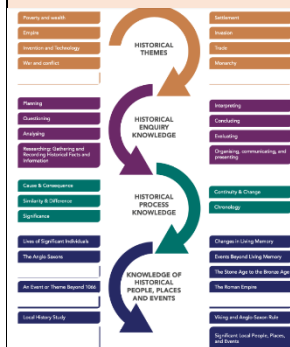 Poverty and wealth
Empire
Invention and Technology
War and conflict
HISTORICAL
THEMES
Settlement
Invasion
Trade
Monarchy
Planning
Questioning
Analysing
Researching: Gathering and
Recording Historical Facts and
Information
HISTORICAL
ENQUIRY
KNOWLEDGE
Interpreting
Concluding
Evaluating
Organising, communicating, and
presenting
Cause & Consequence
Similarity & Difference
Significance
HISTORICAL
PROCESS
KNOWLEDGE
Continuity & Change
Chronology
Lives of Significant Individuals
The Anglo Saxons
An Event or Theme Beyond 1066
Local History Study
KNOWLEDGE OF
HISTORICAL
PEOPLE, PLACES
AND EVENTS
Changes in Living Memory
Events Beyond Living Memory
The Stone Age to the Bronze Age
The Roman Empire
Viking and Anglo-Saxon Rule
Significant Local People, Places,
and Events